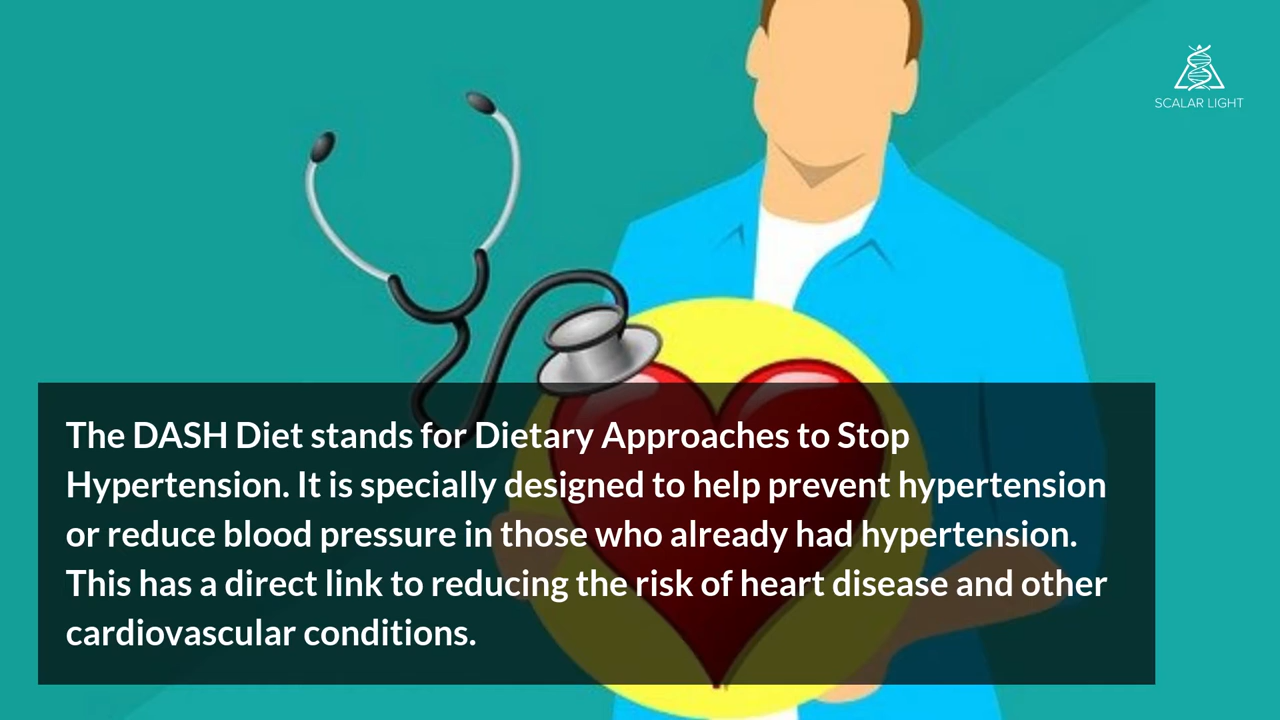 SCALAR LIGHT
The DASH Diet stands for Dietary Approaches to Stop
Hypertension. It is specially designed to help prevent hypertension
or reduce blood pressure in those who already had hypertension.
This has a direct link to reducing the risk of heart disease and other
cardiovascular conditions.